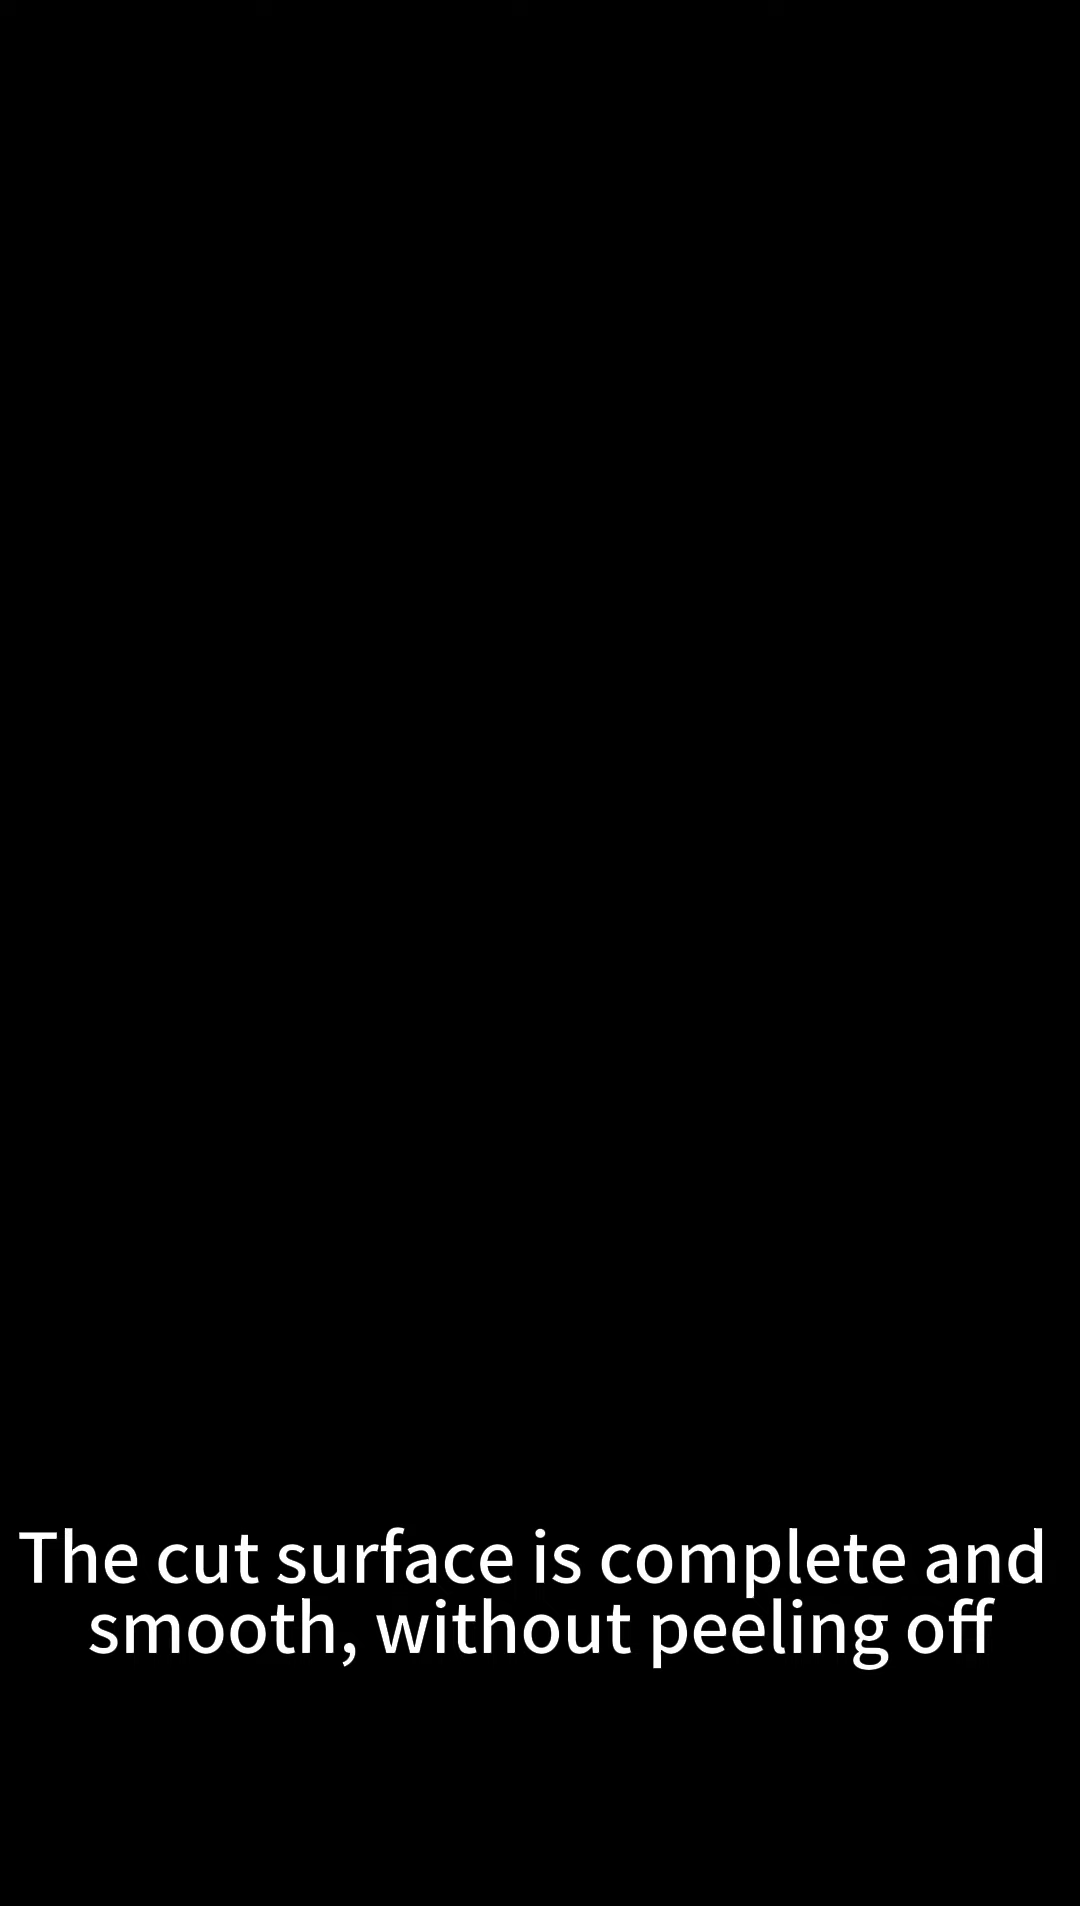 The cut surface is complete and
smooth, without peeling off